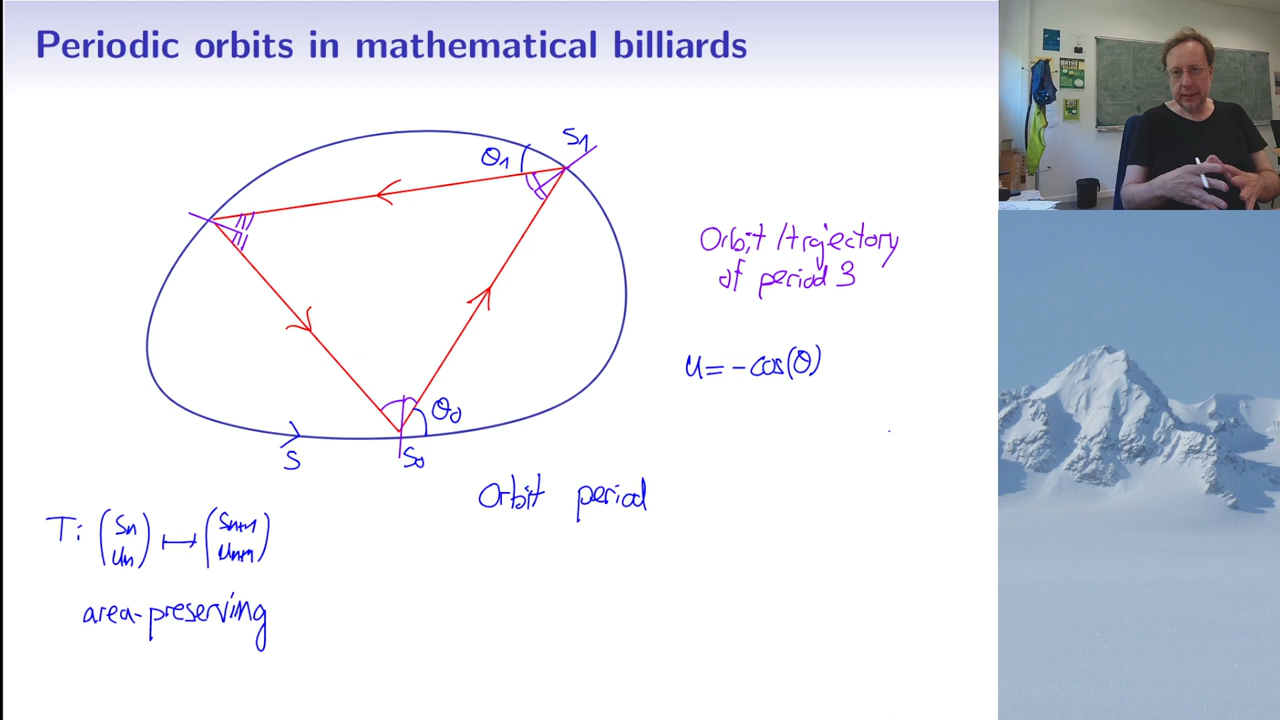 Periodic orbits in mathematical billiards
S₁
θ₁
Orbit / trajectory
of period 3
u = -cos(θ)
θ₀
S
S₀
Orbit period
T: (Sₙ uₙ) ↦ (Sₙ₊₁ uₙ₊₁)
area-preserving